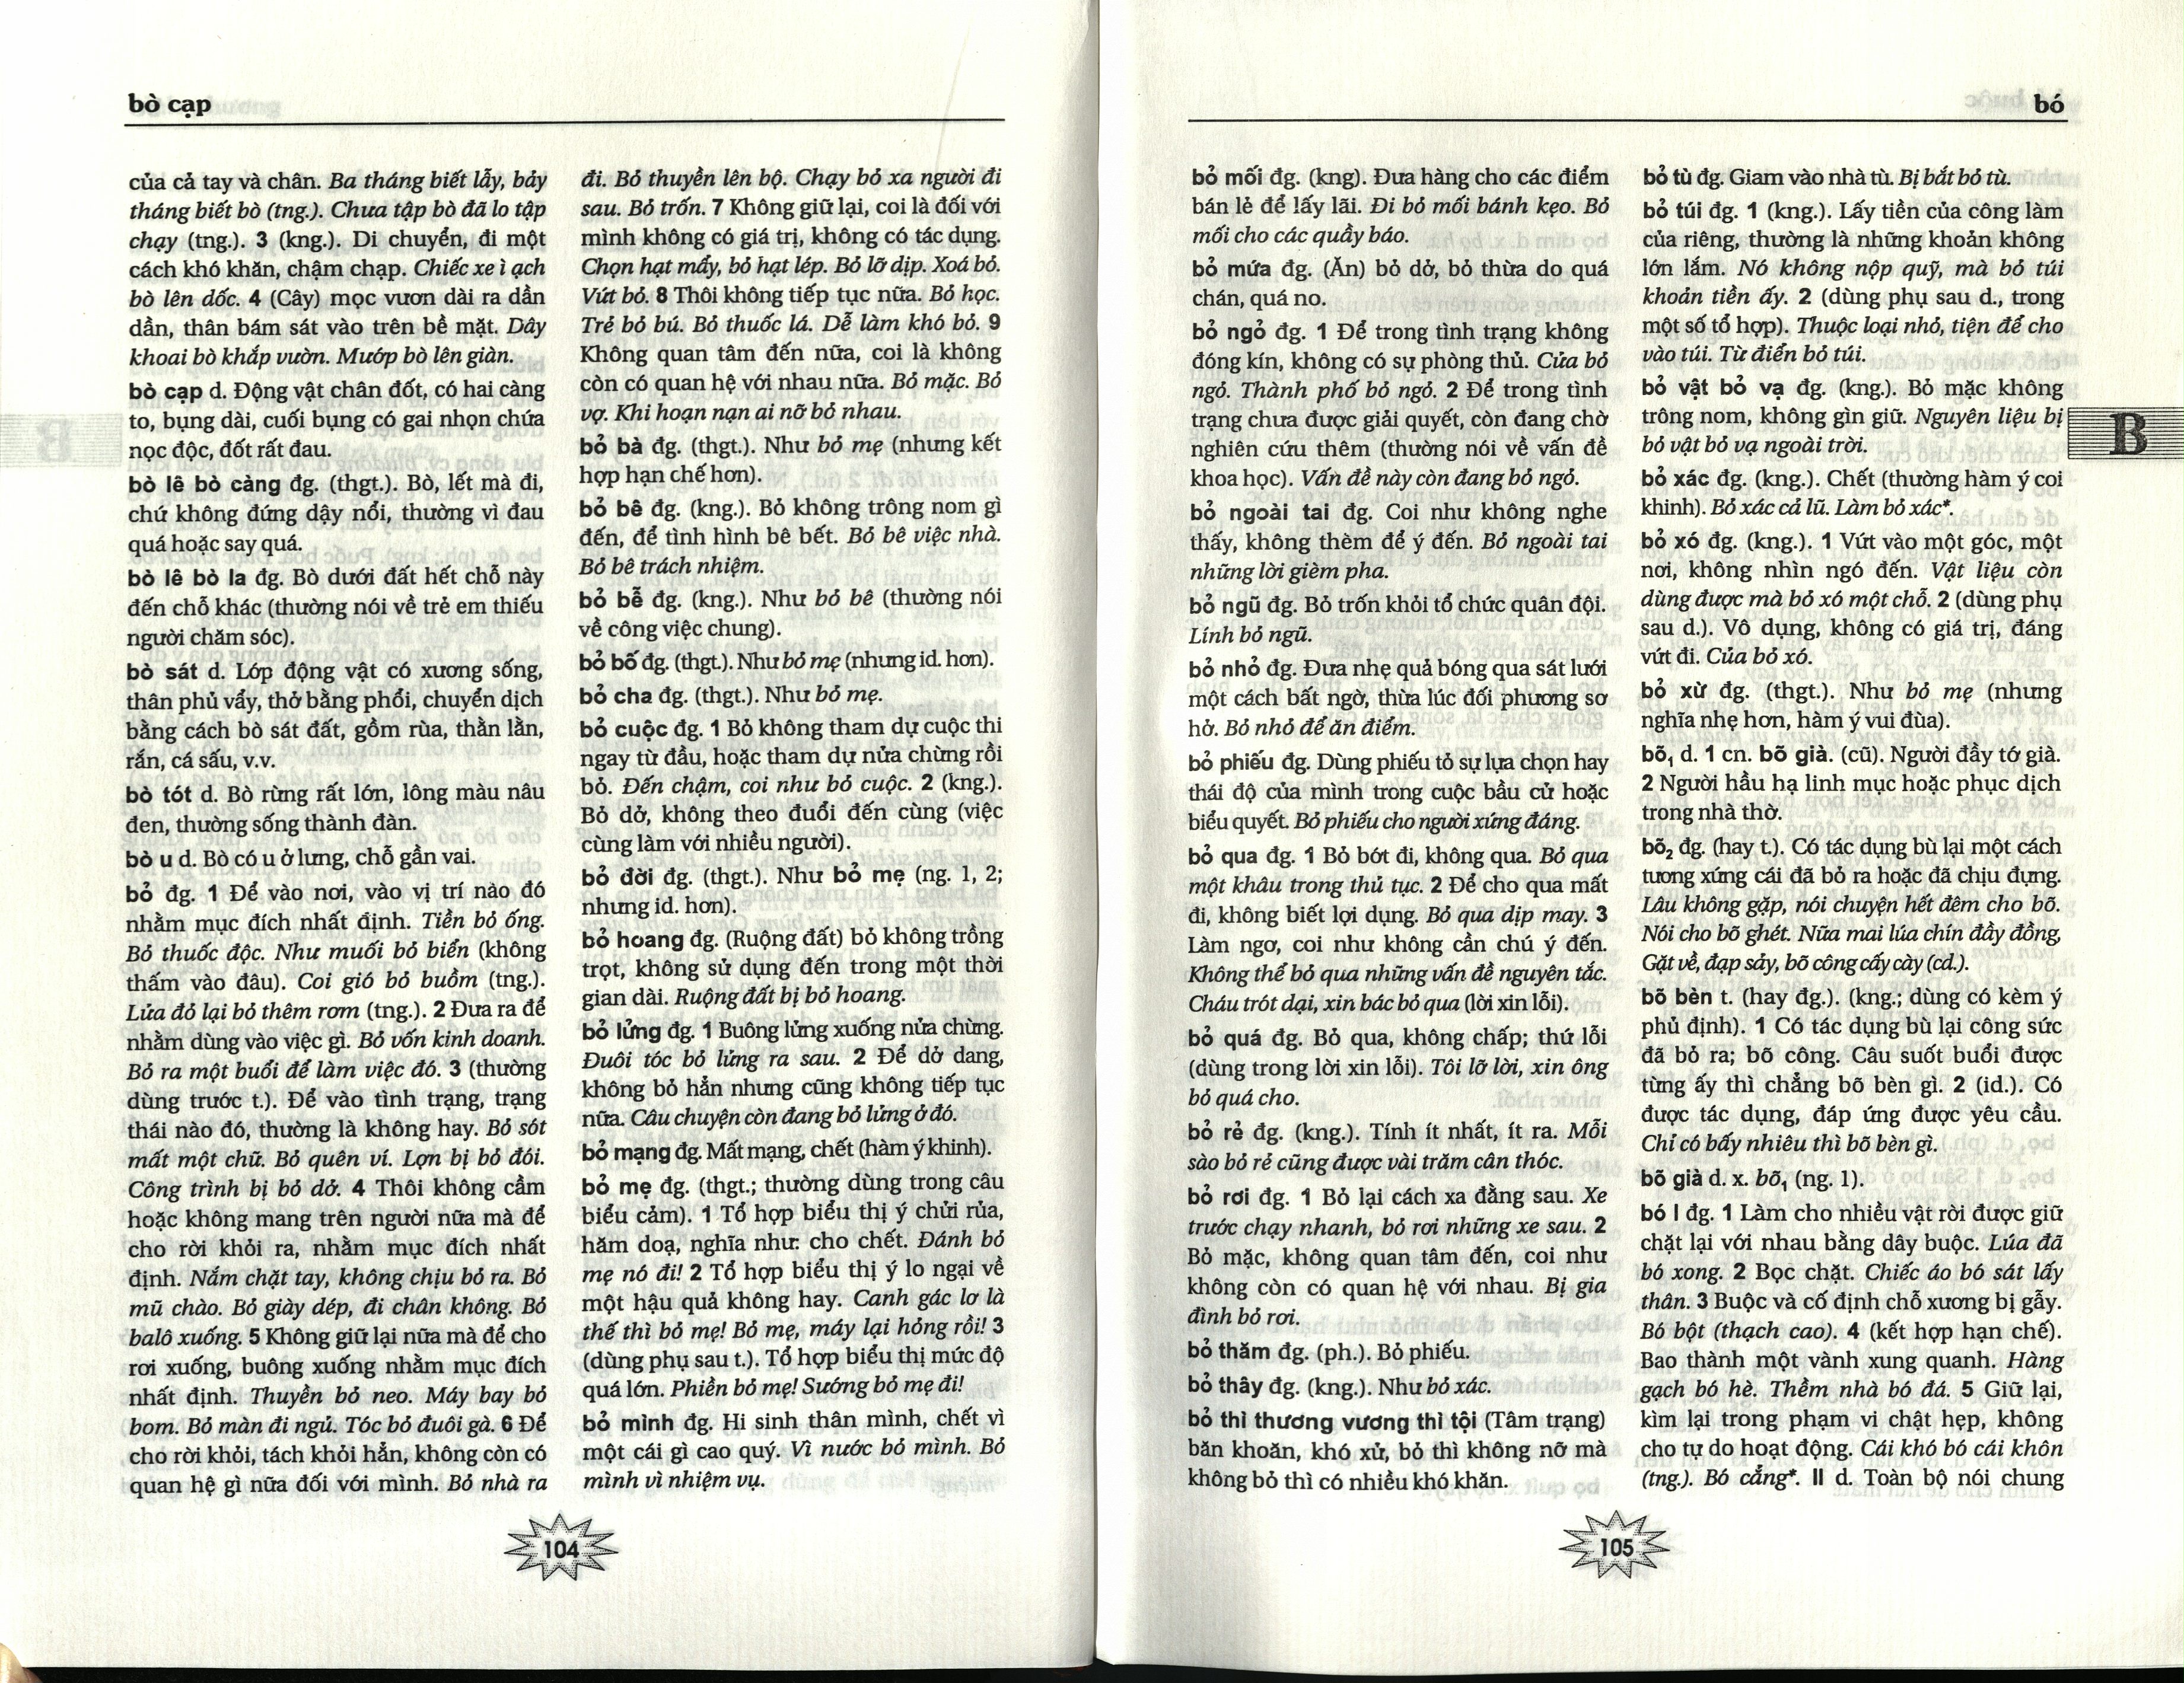 bò cạp
của cả tay và chân. Ba tháng biết lẫy, bảy
tháng biết bò (tng.). Chưa tập bò đã lo tập
chạy (tng.). 3 (kng.). Di chuyển, đi một
cách khó khăn, chậm chạp. Chiếc xe ì ạch
bò lên dốc. 4 (Cây) mọc vươn dài ra dần
dần, thân bám sát vào trên bề mặt. Dây
khoai bò khắp vườn. Mướp bò lên giàn.
bò cạp d. Động vật chân đốt, có hai càng
to, bụng dài, cuối bụng có gai nhọn chứa
nọc độc, đốt rất đau.
bò lê bò càng đg. (thgt.). Bò, lết mà đi,
chứ không đứng dậy nổi, thường vì đau
quá hoặc say quá.
bò lê bò la đg. Bò dưới đất hết chỗ này
đến chỗ khác (thường nói về trẻ em thiếu
người chăm sóc).
bò sát d. Lớp động vật có xương sống,
thân phủ vẩy, thở bằng phổi, chuyển dịch
bằng cách bò sát đất, gồm rùa, thằn lằn,
rắn, cá sấu, v.v.
bò tót d. Bò rừng rất lớn, lông màu nâu
đen, thường sống thành đàn.
bò u d. Bò có u ở lưng, chỗ gần vai.
bỏ đg. 1 Để vào nơi, vào vị trí nào đó
nhằm mục đích nhất định. Tiền bỏ ống.
Bỏ thuốc độc. Như muối bỏ biển (không
thấm vào đâu). Coi gió bỏ buồm (tng.).
Lửa đỏ lại bỏ thêm rơm (tng.). 2 Đưa ra để
nhằm dùng vào việc gì. Bỏ vốn kinh doanh.
Bỏ ra một buổi để làm việc đó. 3 (thường
dùng trước t.). Để vào tình trạng, trạng
thái nào đó, thường là không hay. Bỏ sót
mất một chữ. Bỏ quên ví. Lợn bị bỏ đói.
Công trình bị bỏ dở. 4 Thôi không cầm
hoặc không mang trên người nữa mà để
cho rời khỏi ra, nhằm mục đích nhất
định. Nắm chặt tay, không chịu bỏ ra. Bỏ
mũ chào. Bỏ giày dép, đi chân không. Bỏ
balô xuống. 5 Không giữ lại nữa mà để cho
rơi xuống, buông xuống nhằm mục đích
nhất định. Thuyền bỏ neo. Máy bay bỏ
bom. Bỏ màn đi ngủ. Tóc bỏ đuôi gà. 6 Để
cho rời khỏi, tách khỏi hẳn, không còn có
quan hệ gì nữa đối với mình. Bỏ nhà ra
đi. Bỏ thuyền lên bộ. Chạy bỏ xa người đi
sau. Bỏ trốn. 7 Không giữ lại, coi là đối với
mình không có giá trị, không có tác dụng.
Chọn hạt mẩy, bỏ hạt lép. Bỏ lỡ dịp. Xoá bỏ.
Vứt bỏ. 8 Thôi không tiếp tục nữa. Bỏ học.
Trẻ bỏ bú. Bỏ thuốc lá. Dễ làm khó bỏ. 9
Không quan tâm đến nữa, coi là không
còn có quan hệ với nhau nữa. Bỏ mặc. Bỏ
vợ. Khi hoạn nạn ai nỡ bỏ nhau.
bỏ bà đg. (thgt.). Như bỏ mẹ (nhưng kết
hợp hạn chế hơn).
bỏ bê đg. (kng.). Bỏ không trông nom gì
đến, để tình hình bê bết. Bỏ bê việc nhà.
Bỏ bê trách nhiệm.
bỏ bễ đg. (kng.). Như bỏ bê (thường nói
về công việc chung).
bỏ bố đg. (thgt.). Như bỏ mẹ (nhưng id. hơn).
bỏ cha đg. (thgt.). Như bỏ mẹ.
bỏ cuộc đg. 1 Bỏ không tham dự cuộc thi
ngay từ đầu, hoặc tham dự nửa chừng rồi
bỏ. Đến chậm, coi như bỏ cuộc. 2 (kng.).
Bỏ dở, không theo đuổi đến cùng (việc
cùng làm với nhiều người).
bỏ đời đg. (thgt.). Như bỏ mẹ (ng. 1, 2;
nhưng id. hơn).
bỏ hoang đg. (Ruộng đất) bỏ không trồng
trọt, không sử dụng đến trong một thời
gian dài. Ruộng đất bị bỏ hoang.
bỏ lửng đg. 1 Buông lửng xuống nửa chừng.
Đuôi tóc bỏ lửng ra sau. 2 Để dở dang,
không bỏ hẳn nhưng cũng không tiếp tục
nữa. Câu chuyện còn đang bỏ lửng ở đó.
bỏ mạng đg. Mất mạng, chết (hàm ý khinh).
bỏ mẹ đg. (thgt.; thường dùng trong câu
biểu cảm). 1 Tổ hợp biểu thị ý chửi rủa,
hăm doạ, nghĩa như: cho chết. Đánh bỏ
mẹ nó đi! 2 Tổ hợp biểu thị ý lo ngại về
một hậu quả không hay. Canh gác lơ là
thế thì bỏ mẹ! Bỏ mẹ, máy lại hỏng rồi! 3
(dùng phụ sau t.). Tổ hợp biểu thị mức độ
quá lớn. Phiền bỏ mẹ! Sướng bỏ mẹ đi!
bỏ mình đg. Hi sinh thân mình, chết vì
một cái gì cao quý. Vì nước bỏ mình. Bỏ
mình vì nhiệm vụ.
104
bó
bỏ mối đg. (kng). Đưa hàng cho các điểm
bán lẻ để lấy lãi. Đi bỏ mối bánh kẹo. Bỏ
mối cho các quầy báo.
bỏ mứa đg. (Ăn) bỏ dở, bỏ thừa do quá
chán, quá no.
bỏ ngỏ đg. 1 Để trong tình trạng không
đóng kín, không có sự phòng thủ. Cửa bỏ
ngỏ. Thành phố bỏ ngỏ. 2 Để trong tình
trạng chưa được giải quyết, còn đang chờ
nghiên cứu thêm (thường nói về vấn đề
khoa học). Vấn đề này còn đang bỏ ngỏ.
bỏ ngoài tai đg. Coi như không nghe
thấy, không thèm để ý đến. Bỏ ngoài tai
những lời gièm pha.
bỏ ngũ đg. Bỏ trốn khỏi tổ chức quân đội.
Lính bỏ ngũ.
bỏ nhỏ đg. Đưa nhẹ quả bóng qua sát lưới
một cách bất ngờ, thừa lúc đối phương sơ
hở. Bỏ nhỏ để ăn điểm.
bỏ phiếu đg. Dùng phiếu tỏ sự lựa chọn hay
thái độ của mình trong cuộc bầu cử hoặc
biểu quyết. Bỏ phiếu cho người xứng đáng.
bỏ qua đg. 1 Bỏ bớt đi, không qua. Bỏ qua
một khâu trong thủ tục. 2 Để cho qua mất
đi, không biết lợi dụng. Bỏ qua dịp may. 3
Làm ngơ, coi như không cần chú ý đến.
Không thể bỏ qua những vấn đề nguyên tắc.
Cháu trót dại, xin bác bỏ qua (lời xin lỗi).
bỏ quá đg. Bỏ qua, không chấp; thứ lỗi
(dùng trong lời xin lỗi). Tôi lỡ lời, xin ông
bỏ quá cho.
bỏ rẻ đg. (kng.). Tính ít nhất, ít ra. Mỗi
sào bỏ rẻ cũng được vài trăm cân thóc.
bỏ rơi đg. 1 Bỏ lại cách xa đằng sau. Xe
trước chạy nhanh, bỏ rơi những xe sau. 2
Bỏ mặc, không quan tâm đến, coi như
không còn có quan hệ với nhau. Bị gia
đình bỏ rơi.
bỏ thăm đg. (ph.). Bỏ phiếu.
bỏ thây đg. (kng.). Như bỏ xác.
bỏ thì thương vương thì tội (Tâm trạng)
băn khoăn, khó xử, bỏ thì không nỡ mà
không bỏ thì có nhiều khó khăn.
bỏ tù đg. Giam vào nhà tù. Bị bắt bỏ tù.
bỏ túi đg. 1 (kng.). Lấy tiền của công làm
của riêng, thường là những khoản không
lớn lắm. Nó không nộp quỹ, mà bỏ túi
khoản tiền ấy. 2 (dùng phụ sau d., trong
một số tổ hợp). Thuộc loại nhỏ, tiện để cho
vào túi. Từ điển bỏ túi.
bỏ vật bỏ vạ đg. (kng.). Bỏ mặc không
trông nom, không gìn giữ. Nguyên liệu bị
bỏ vật bỏ vạ ngoài trời.
bỏ xác đg. (kng.). Chết (thường hàm ý coi
khinh). Bỏ xác cả lũ. Làm bỏ xác*.
bỏ xó đg. (kng.). 1 Vứt vào một góc, một
nơi, không nhìn ngó đến. Vật liệu còn
dùng được mà bỏ xó một chỗ. 2 (dùng phụ
sau d.). Vô dụng, không có giá trị, đáng
vứt đi. Của bỏ xó.
bỏ xừ đg. (thgt.). Như bỏ mẹ (nhưng
nghĩa nhẹ hơn, hàm ý vui đùa).
bõ₁ d. 1 cn. bõ già. (cũ). Người đầy tớ già.
2 Người hầu hạ linh mục hoặc phục dịch
trong nhà thờ.
bõ₂ đg. (hay t.). Có tác dụng bù lại một cách
tương xứng cái đã bỏ ra hoặc đã chịu đựng.
Lâu không gặp, nói chuyện hết đêm cho bõ.
Nói cho bõ ghét. Nữa mai lúa chín đầy đồng,
Gặt về, đạp sảy, bõ công cấy cày (cd.).
bõ bèn t. (hay đg.). (kng.; dùng có kèm ý
phủ định). 1 Có tác dụng bù lại công sức
đã bỏ ra; bõ công. Câu suốt buổi được
từng ấy thì chẳng bõ bèn gì. 2 (id.). Có
được tác dụng, đáp ứng được yêu cầu.
Chỉ có bấy nhiêu thì bõ bèn gì.
bõ già d. x. bõ₁ (ng. 1).
bó I đg. 1 Làm cho nhiều vật rời được giữ
chặt lại với nhau bằng dây buộc. Lúa đã
bó xong. 2 Bọc chặt. Chiếc áo bó sát lấy
thân. 3 Buộc và cố định chỗ xương bị gẫy.
Bó bột (thạch cao). 4 (kết hợp hạn chế).
Bao thành một vành xung quanh. Hàng
gạch bó hè. Thềm nhà bó đá. 5 Giữ lại,
kìm lại trong phạm vi chật hẹp, không
cho tự do hoạt động. Cái khó bó cái khôn
(tng.). Bó cẳng*. II d. Toàn bộ nói chung
B
105